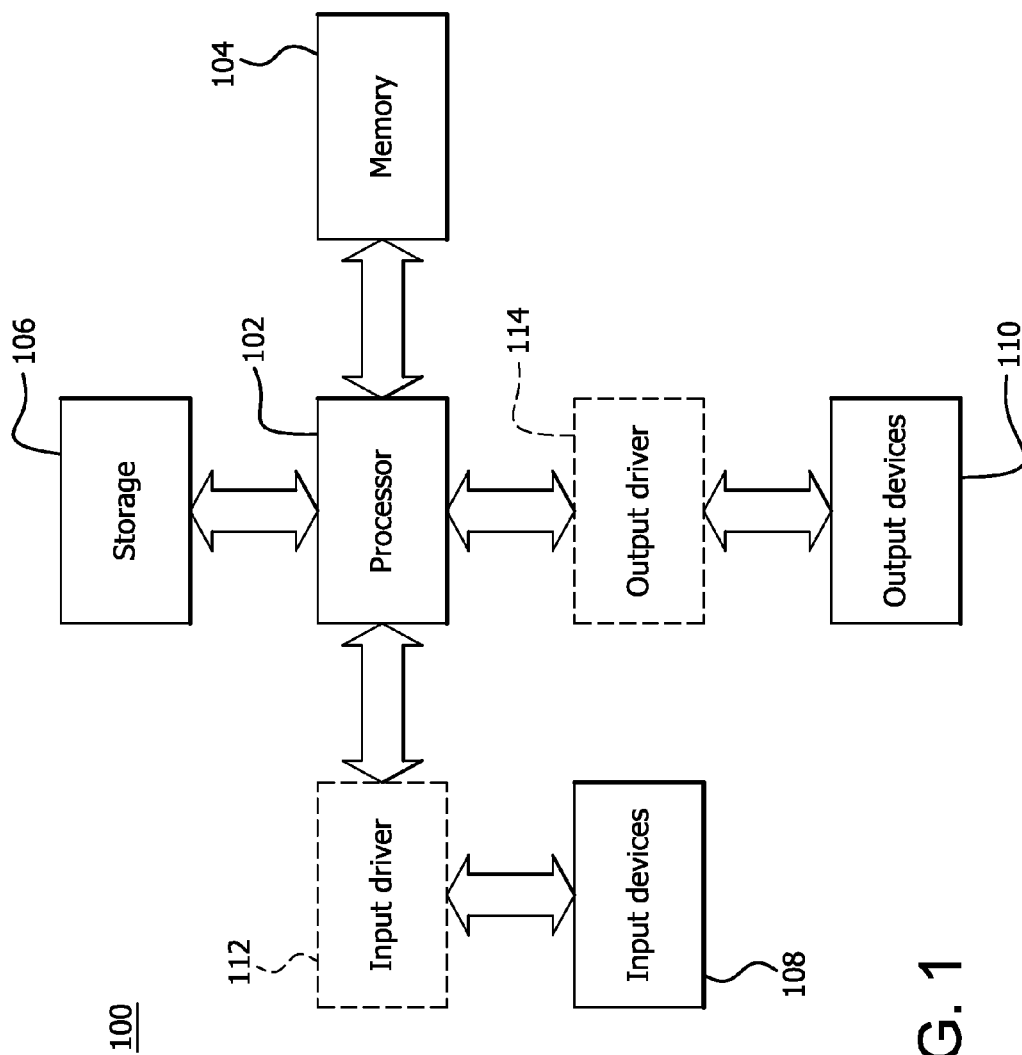 106
100
Storage
104
112
102
Input driver
Processor
Memory
114
Input devices
Output driver
108
Output devices
G. 1
110